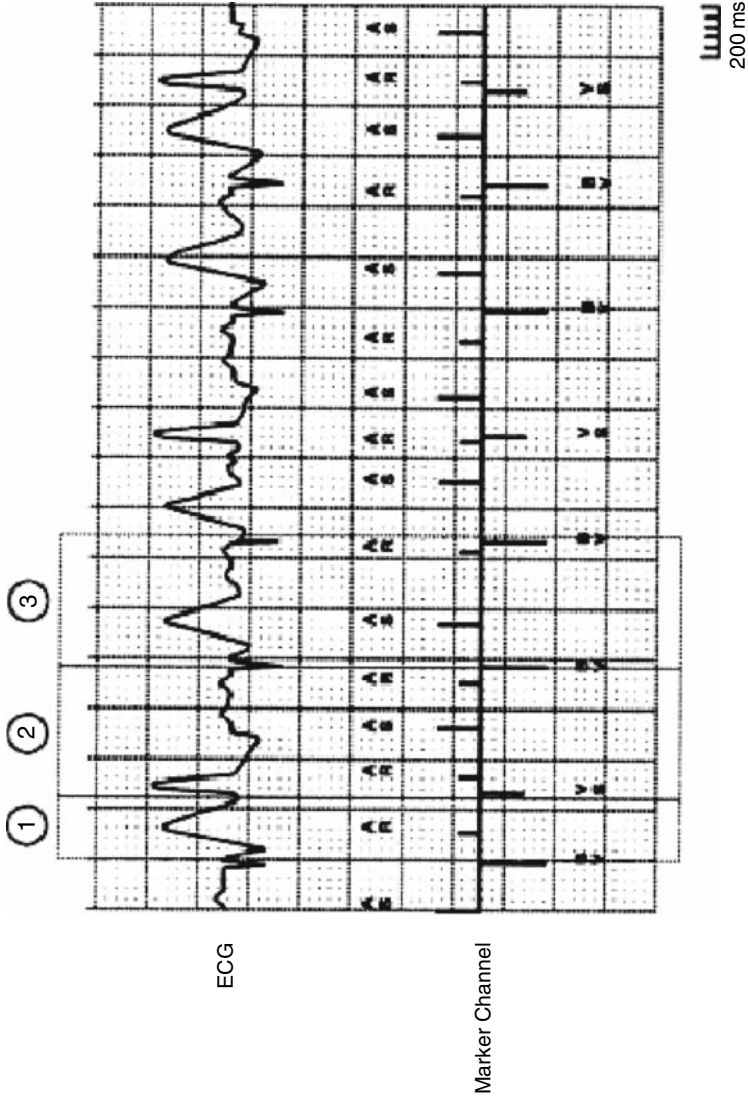 1 2 3
ECG
A A A A A A A A A A A A A A A A
S R R S R S R S R S R S R S R S
Marker Channel
B V B B V B B V
V S V V S V V S
200 ms